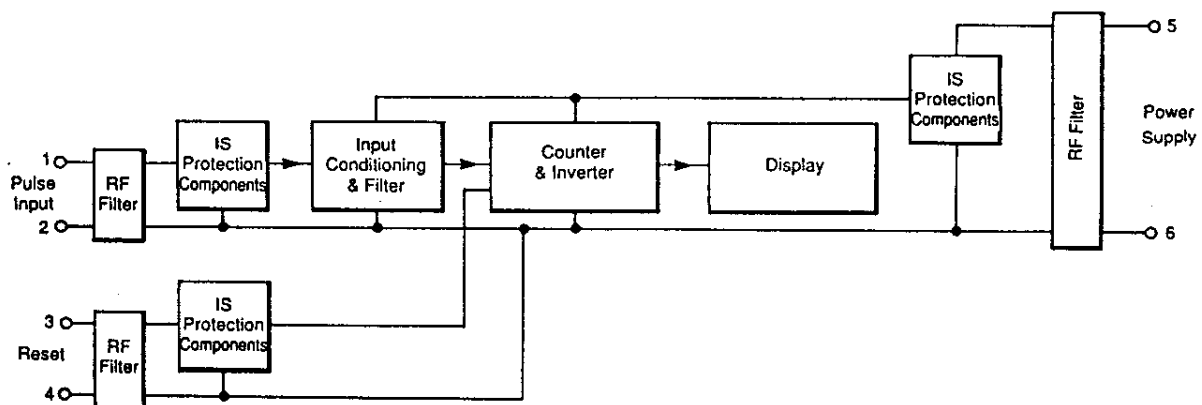 5
IS
Protection
Components
RF Filter
Power
Supply
6
1
Pulse
Input
2
RF
Filter
IS
Protection
Components
Input
Conditioning
& Filter
Counter
& Inverter
Display
3
Reset
4
RF
Filter
IS
Protection
Components